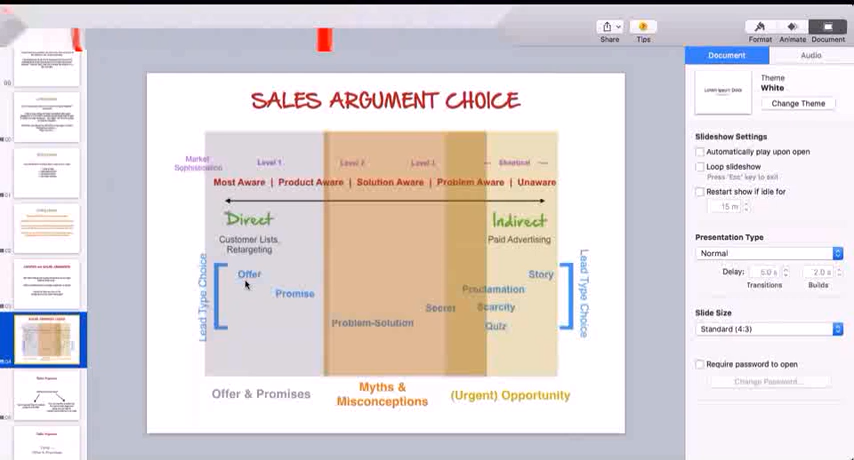 Share
Tips
Format
Animate
Document
Document
Audio
Theme
White
Change Theme
Slideshow Settings
Automatically play upon open
Loop slideshow
Press 'Esc' key to exit
Restart show if idle for
15 m
Presentation Type
Normal
Delay: 5.0 s 2.0 s
Transitions Builds
Slide Size
Standard (4:3)
Require password to open
Change Password...
SALES ARGUMENT CHOICE
Market
Sophistication
Level 1
Level 2
Level 3
Skeptical
Most Aware | Product Aware | Solution Aware | Problem Aware | Unaware
Direct
Indirect
Customer Lists,
Retargeting
Paid Advertising
Lead Type Choice
Offer
Promise
Problem-Solution
Secret
Story
Proclamation
Scarcity
Quiz
Lead Type Choice
Offer & Promises
Myths &
Misconceptions
(Urgent) Opportunity